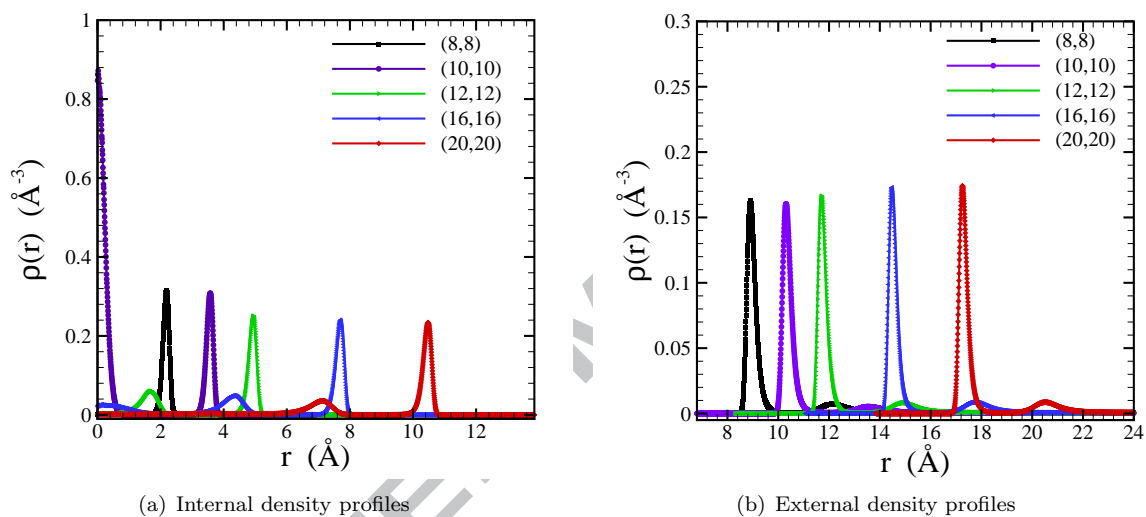 1
0.8
0.6
0.4
0.2
0
ρ(r) (Å⁻³)
(8,8)
(10,10)
(12,12)
(16,16)
(20,20)
0 2 4 6 8 10 12
r (Å)
(a) Internal density profiles
0.3
0.25
0.2
0.15
0.1
0.05
0
ρ(r) (Å⁻³)
(8,8)
(10,10)
(12,12)
(16,16)
(20,20)
8 10 12 14 16 18 20 22 24
r (Å)
(b) External density profiles